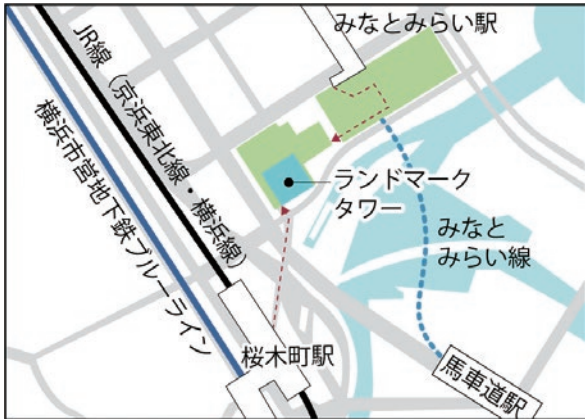 みなとみらい駅
JR線（京浜東北線・横浜線）
横浜市営地下鉄ブルーライン
ランドマーク
タワー
みなと
みらい線
桜木町駅
馬車道駅